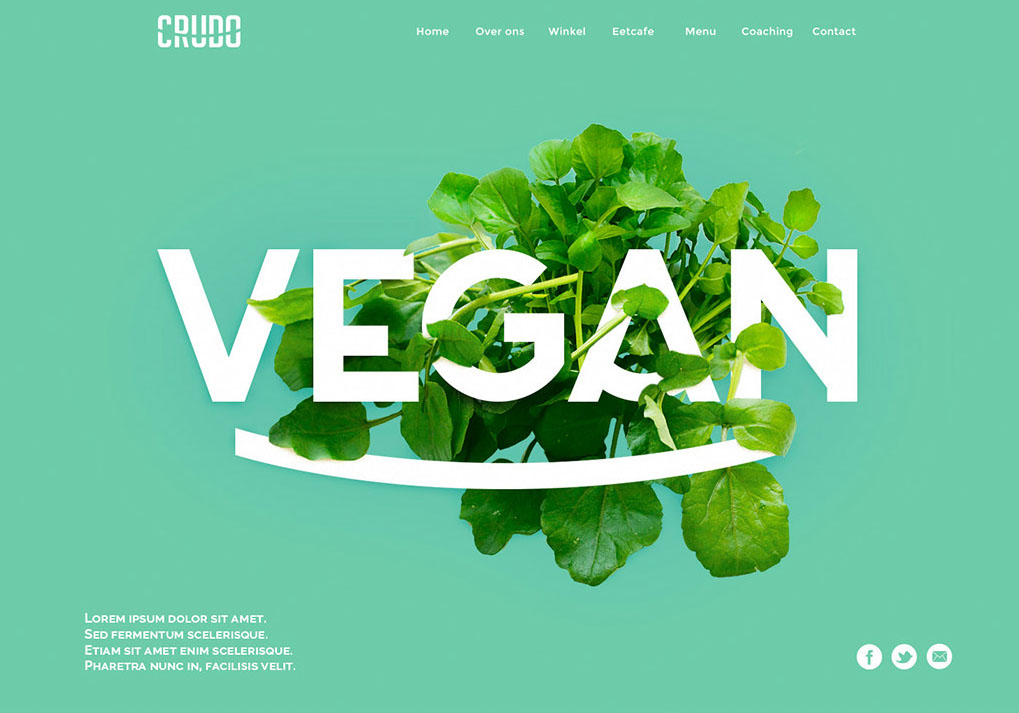 CRUDO
Home Over ons Winkel Eetcafe Menu Coaching Contact
VEGAN
Lorem ipsum dolor sit amet.
Sed fermentum scelerisque.
Etiam sit amet enim scelerisque.
Pharetra nunc in, facilisis velit.